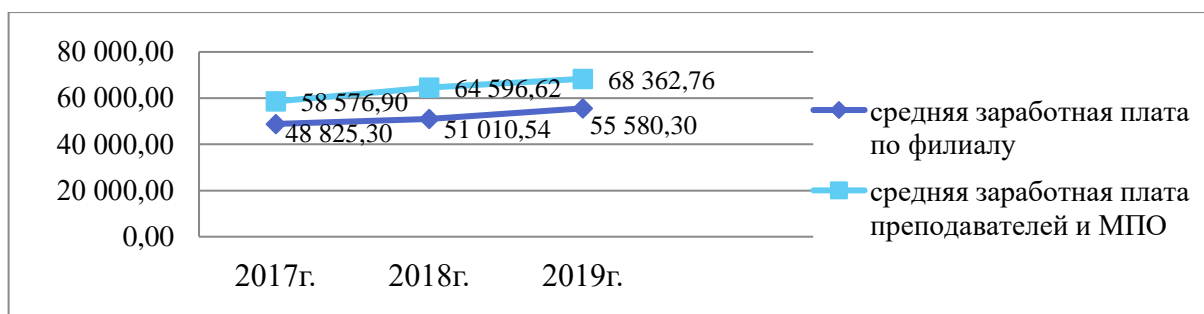 80 000,00
60 000,00
40 000,00
20 000,00
0,00
58 576,90
64 596,62
68 362,76
48 825,30
51 010,54
55 580,30
2017г.
2018г.
2019г.
средняя заработная плата
по филиалу
средняя заработная плата
преподавателей и МПО